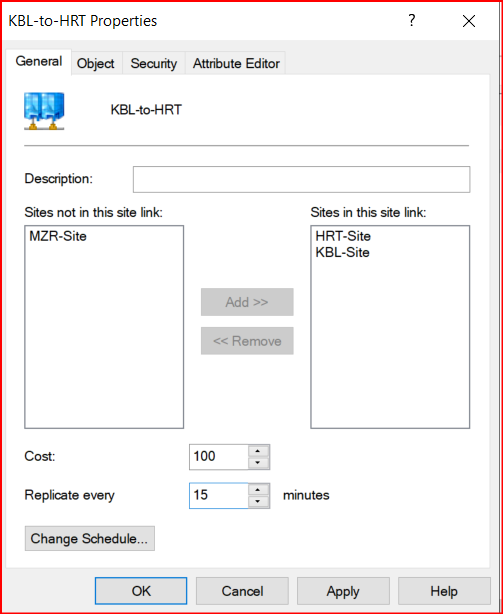 KBL-to-HRT Properties ?
General Object Security Attribute Editor
KBL-to-HRT
Description:
Sites not in this site link: Sites in this site link:
MZR-Site HRT-Site
KBL-Site
Add >>
<< Remove
Cost: 100
Replicate every 15 minutes
Change Schedule...
OK Cancel Apply Help